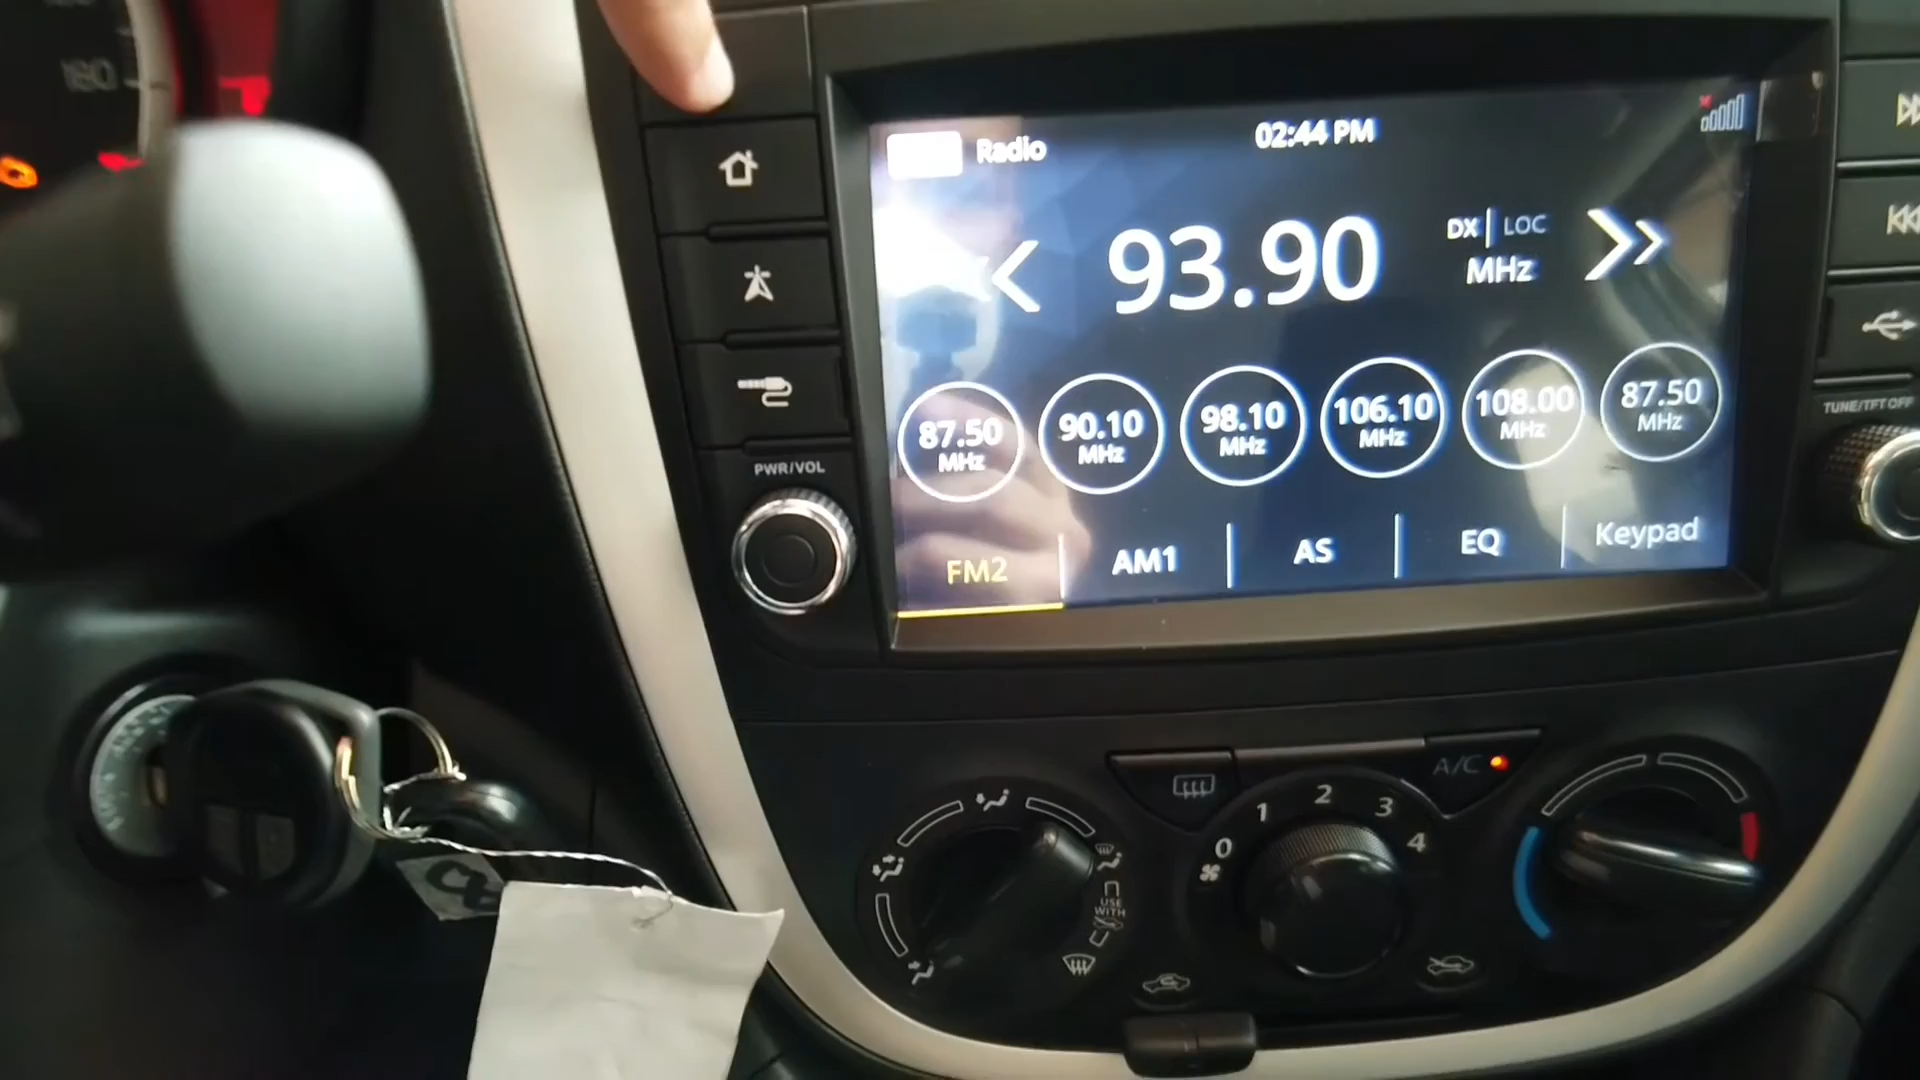 180
Radio
02:44 PM
93.90
DX | LOC
MHz
87.50
MHz
90.10
MHz
98.10
MHz
106.10
MHz
108.00
MHz
87.50
MHz
FM2
AM1
AS
EQ
Keypad
PWR/VOL
TUNE/TFT OFF
A/C
0
1
2
3
4
USE
WITH